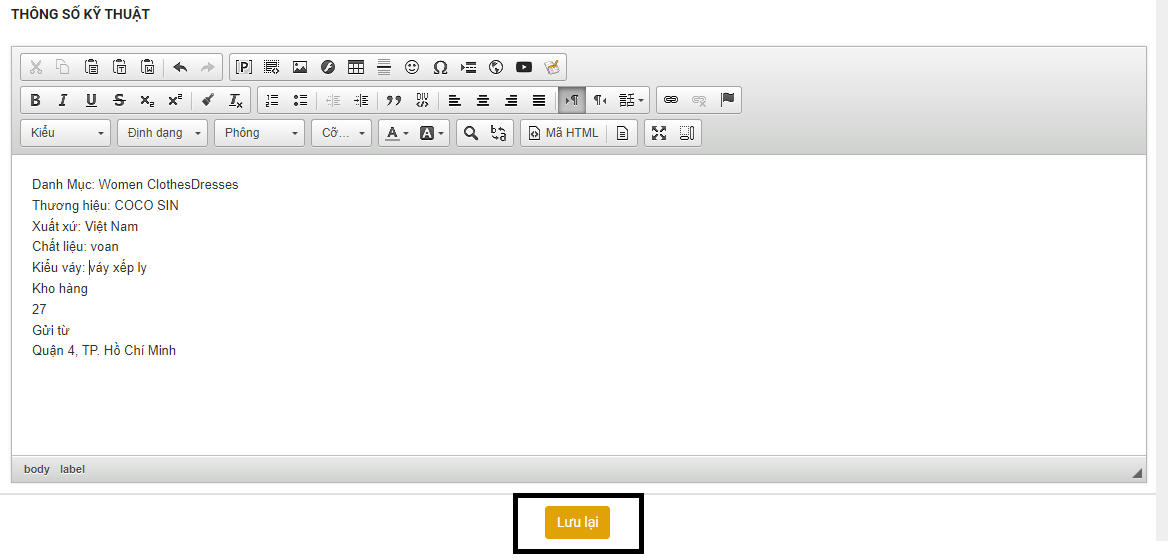 THÔNG SỐ KỸ THUẬT
Kiểu Định dạng Phông Cỡ... Mã HTML
Danh Mục: Women ClothesDresses
Thương hiệu: COCO SIN
Xuất xứ: Việt Nam
Chất liệu: voan
Kiểu váy: váy xếp ly
Kho hàng
27
Gửi từ
Quận 4, TP. Hồ Chí Minh
body label
Lưu lại